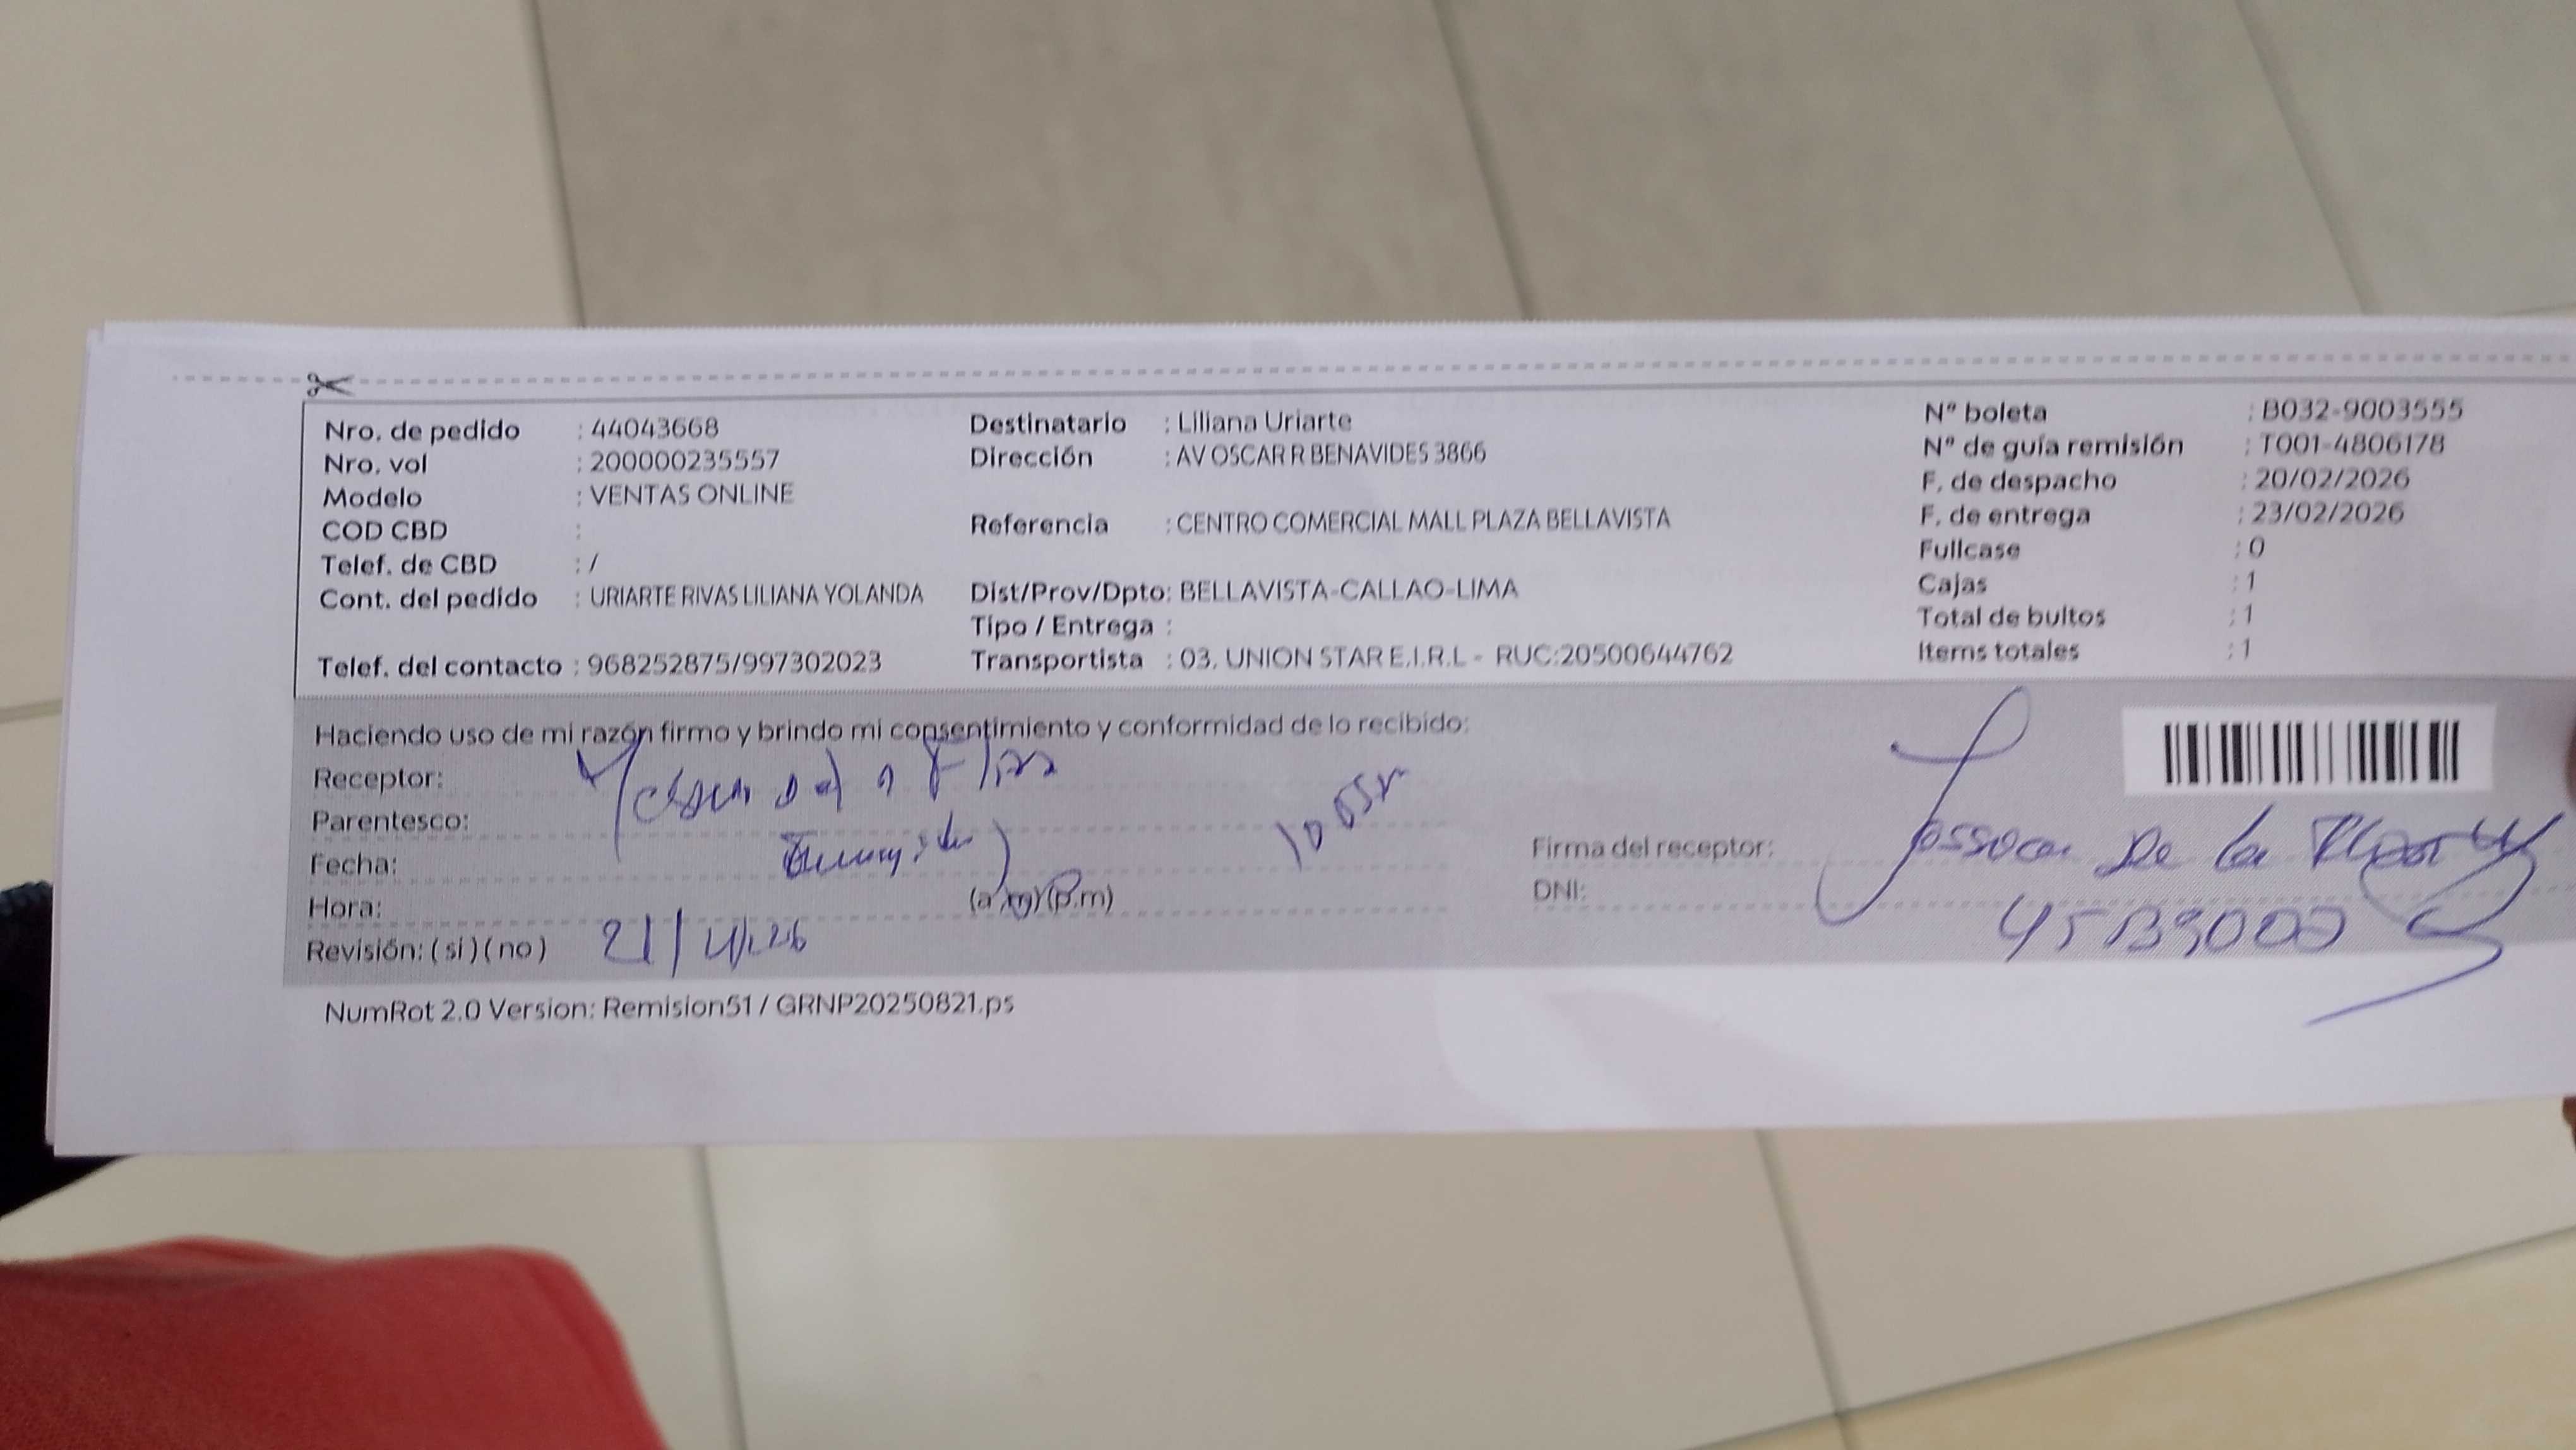 Nro. de pedido : 44043668
Nro. vol : 200000235557
Modelo : VENTAS ONLINE
COD CBD :
Telef. de CBD : /
Cont. del pedido : URIARTE RIVAS LILIANA YOLANDA
Telef. del contacto : 968252875/997302023
Destinatario : Liliana Uriarte
Dirección : AV OSCAR R BENAVIDES 3866
Referencia : CENTRO COMERCIAL MALL PLAZA BELLAVISTA
Dist/Prov/Dpto: BELLAVISTA-CALLAO-LIMA
Tipo / Entrega :
Transportista : 03. UNION STAR E.I.R.L - RUC:20500644762
Nº boleta : B032-9003555
Nº de guía remisión : T001-4806178
F. de despacho : 20/02/2026
F. de entrega : 23/02/2026
Fullcase : 0
Cajas : 1
Total de bultos : 1
Items totales : 1
Haciendo uso de mi razón firmo y brindo mi consentimiento y conformidad de lo recibido:
Receptor:
Parentesco:
Fecha:
Hora: (a.m)(p.m)
Revisión: ( si ) ( no )
Firma del receptor: De la
DNI:
NumRot 2.0 Version: Remision51 / GRNP20250821.ps